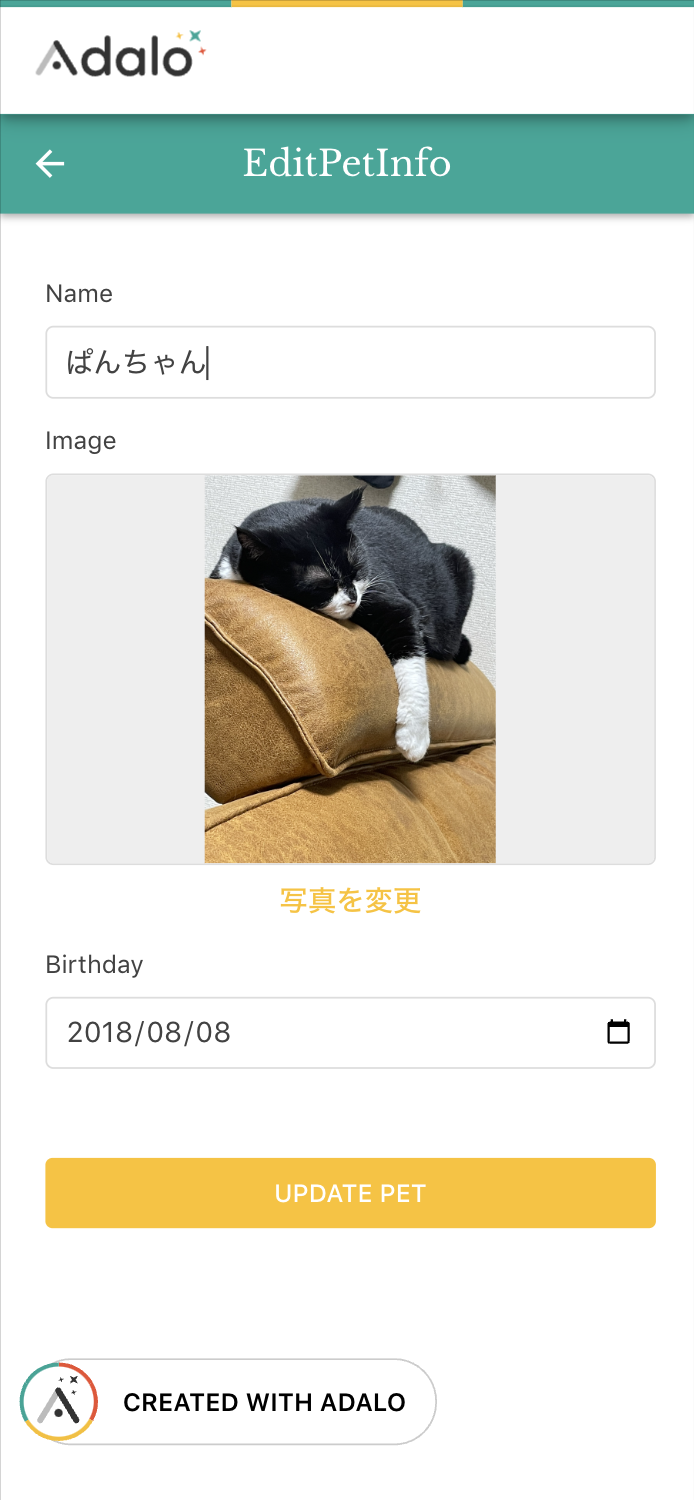 Adalo
EditPetInfo
Name
ぱんちゃん
Image
写真を変更
Birthday
2018/08/08
UPDATE PET
CREATED WITH ADALO